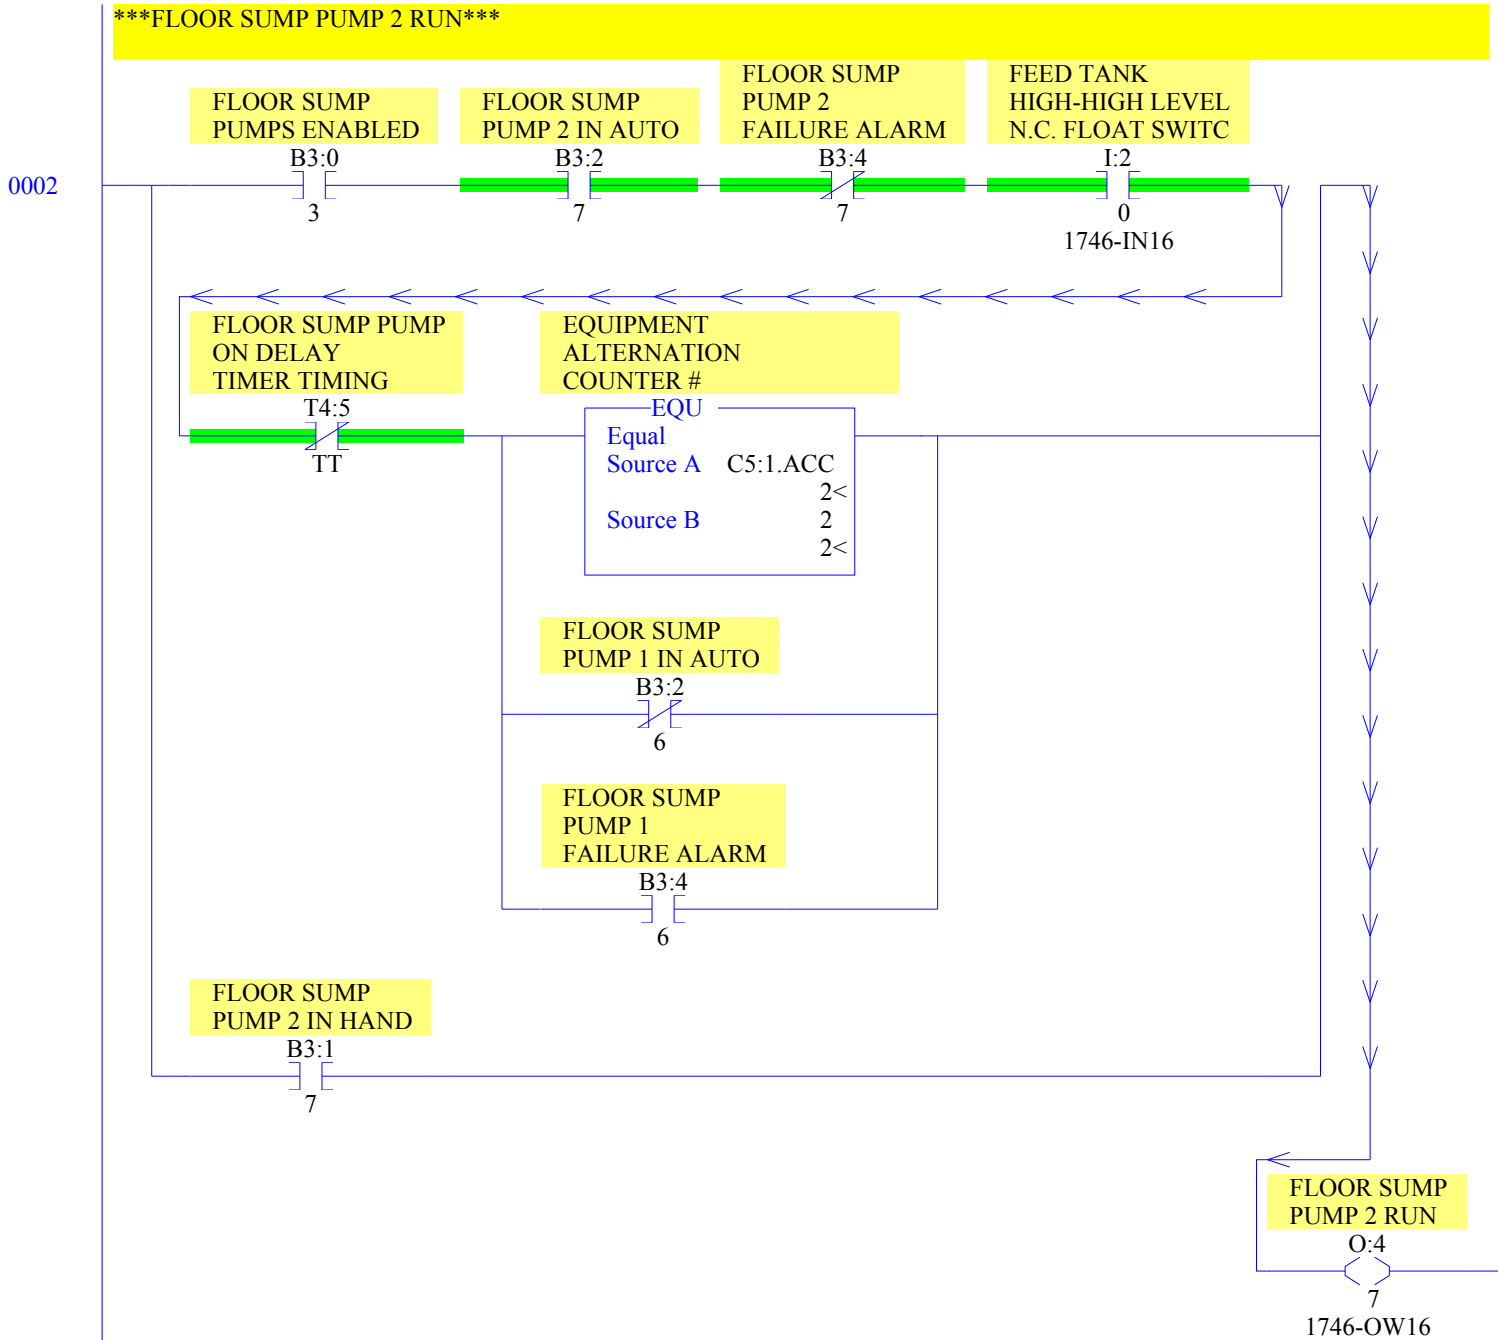 ***FLOOR SUMP PUMP 2 RUN***
0002
FLOOR SUMP
PUMPS ENABLED
B3:0
3
FLOOR SUMP
PUMP 2 IN AUTO
B3:2
7
FLOOR SUMP
PUMP 2
FAILURE ALARM
B3:4
7
FEED TANK
HIGH-HIGH LEVEL
N.C. FLOAT SWITC
I:2
0
1746-IN16
FLOOR SUMP PUMP
ON DELAY
TIMER TIMING
T4:5
TT
EQUIPMENT
ALTERNATION
COUNTER #
EQU
Equal
Source A C5:1.ACC
2<
Source B 2
2<
FLOOR SUMP
PUMP 1 IN AUTO
B3:2
6
FLOOR SUMP
PUMP 1
FAILURE ALARM
B3:4
6
FLOOR SUMP
PUMP 2 IN HAND
B3:1
7
FLOOR SUMP
PUMP 2 RUN
O:4
7
1746-OW16